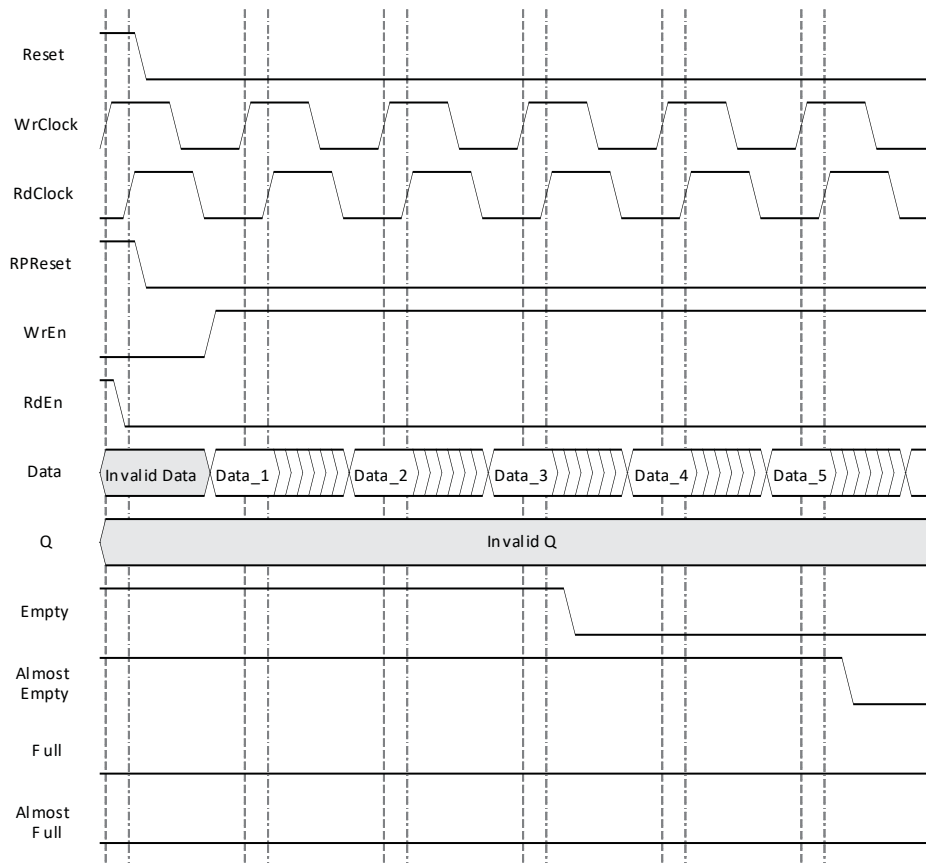 Reset
WrClock
RdClock
RPReset
WrEn
RdEn
Data
Invalid Data Data_1 Data_2 Data_3 Data_4 Data_5
Q
Invalid Q
Empty
Almost
Empty
Full
Almost
Full